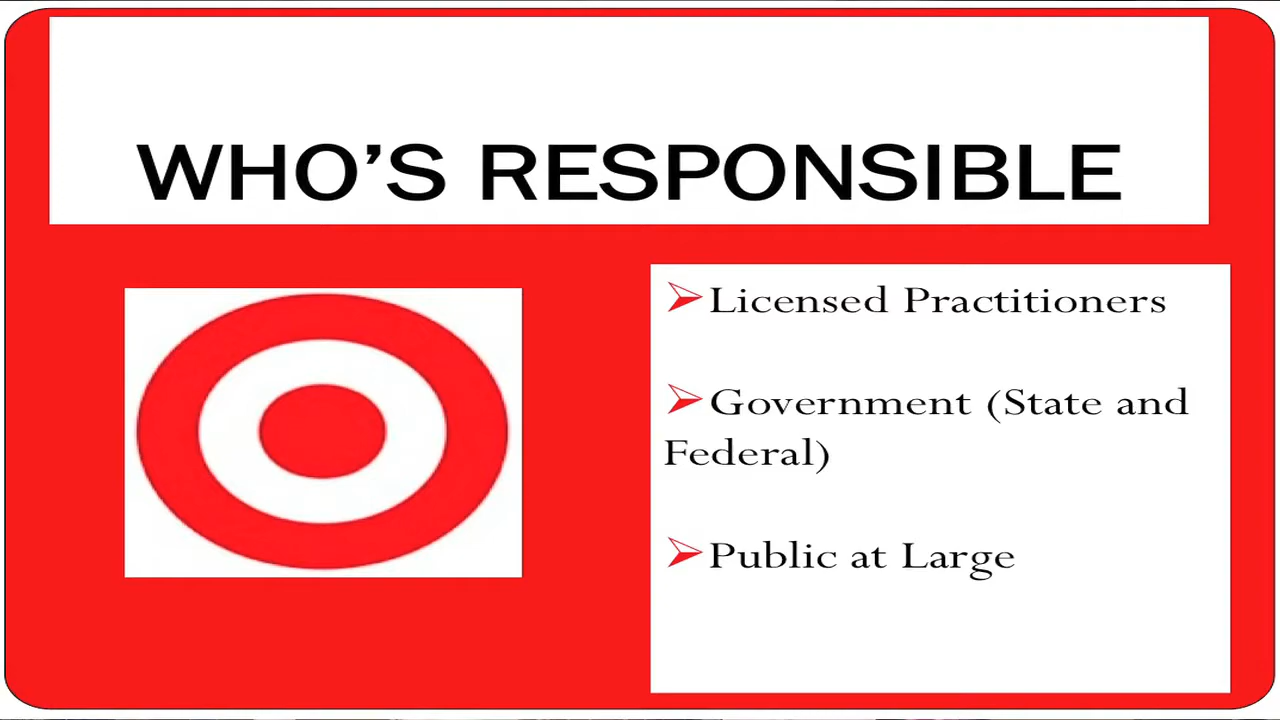 WHO’S RESPONSIBLE
Licensed Practitioners
Government (State and
Federal)
Public at Large